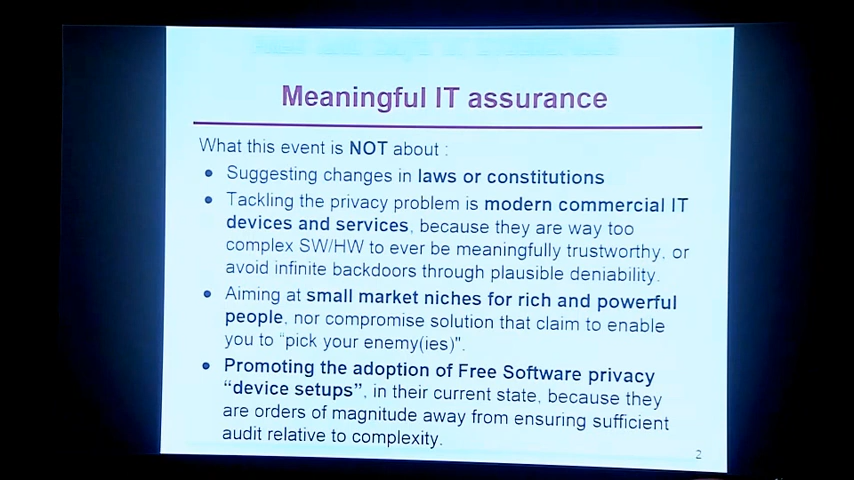 Meaningful IT assurance
What this event is NOT about :
Suggesting changes in laws or constitutions
Tackling the privacy problem is modern commercial IT
devices and services, because they are way too
complex SW/HW to ever be meaningfully trustworthy, or
avoid infinite backdoors through plausible deniability.
Aiming at small market niches for rich and powerful
people, nor compromise solution that claim to enable
you to "pick your enemy(ies)".
Promoting the adoption of Free Software privacy
“device setups”, in their current state, because they
are orders of magnitude away from ensuring sufficient
audit relative to complexity.
2